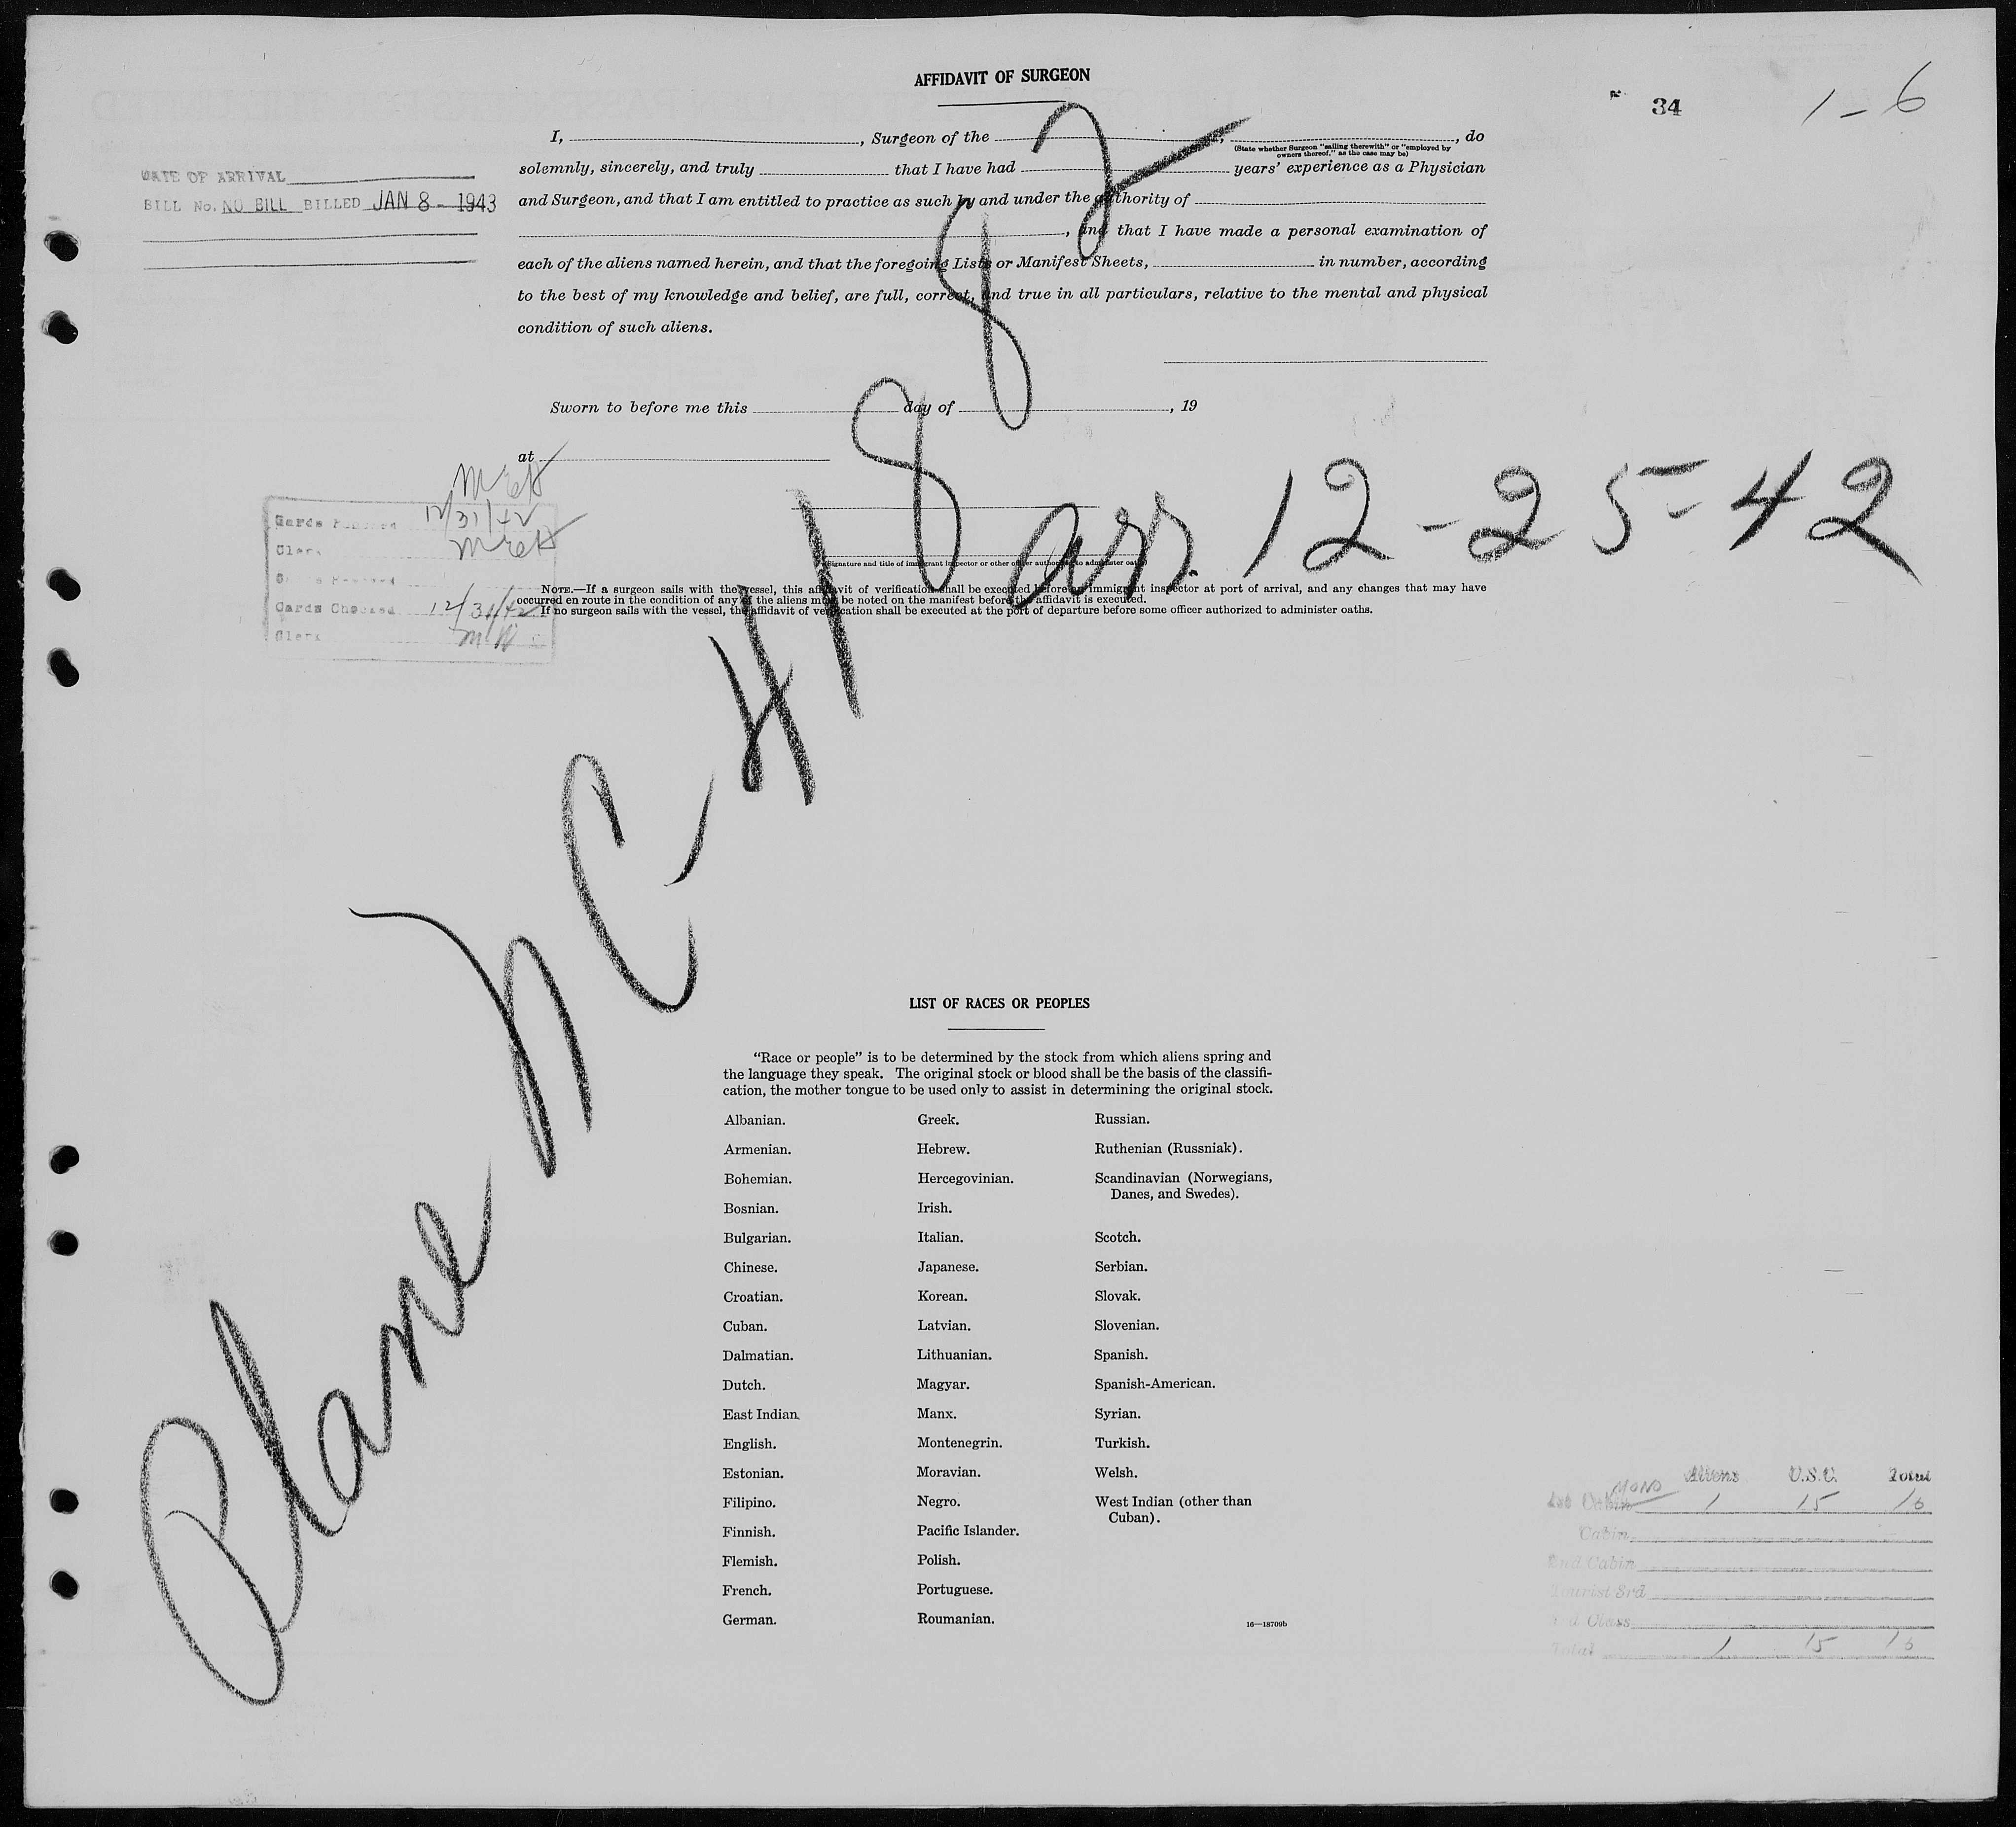 AFFIDAVIT OF SURGEON
34
1-6
I, , Surgeon of the , , do
(State whether Surgeon "sailing therewith" or "employed by
owners thereof," as the case may be)
solemnly, sincerely, and truly that I have had years' experience as a Physician
and Surgeon, and that I am entitled to practice as such by and under the authority of
, and that I have made a personal examination of
each of the aliens named herein, and that the foregoing Lists or Manifest Sheets, in number, according
to the best of my knowledge and belief, are full, correct, and true in all particulars, relative to the mental and physical
condition of such aliens.
DATE OF ARRIVAL
BILL No. NO BILL BILLED JAN 8 - 1943
Sworn to before me this day of , 19
at
12/31/42
Clerk
Cards Checked 12/31/42
Clerk
(Signature and title of immigrant inspector or other officer authorized to administer oaths)
NOTE.—If a surgeon sails with the vessel, this affidavit of verification shall be executed before an immigrant inspector at port of arrival, and any changes that may have
occurred en route in the condition of any of the aliens must be noted on the manifest before the affidavit is executed.
If no surgeon sails with the vessel, the affidavit of verification shall be executed at the port of departure before some officer authorized to administer oaths.
Plane NC-41882
arr. 12-25-42
LIST OF RACES OR PEOPLES
"Race or people" is to be determined by the stock from which aliens spring and
the language they speak. The original stock or blood shall be the basis of the classifi-
cation, the mother tongue to be used only to assist in determining the original stock.
Albanian.
Armenian.
Bohemian.
Bosnian.
Bulgarian.
Chinese.
Croatian.
Cuban.
Dalmatian.
Dutch.
East Indian.
English.
Estonian.
Filipino.
Finnish.
Flemish.
French.
German.
Greek.
Hebrew.
Hercegovinian.
Irish.
Italian.
Japanese.
Korean.
Latvian.
Lithuanian.
Magyar.
Manx.
Montenegrin.
Moravian.
Negro.
Pacific Islander.
Polish.
Portuguese.
Roumanian.
Russian.
Ruthenian (Russniak).
Scandinavian (Norwegians,
Danes, and Swedes).
Scotch.
Serbian.
Slovak.
Slovenian.
Spanish.
Spanish-American.
Syrian.
Turkish.
Welsh.
West Indian (other than
Cuban).
16—18709b
Aliens U.S.C. Total
MONO
1st Cabin 1 15 16
Cabin
2nd Cabin
Tourist 3rd
3rd Class
Total 1 15 16